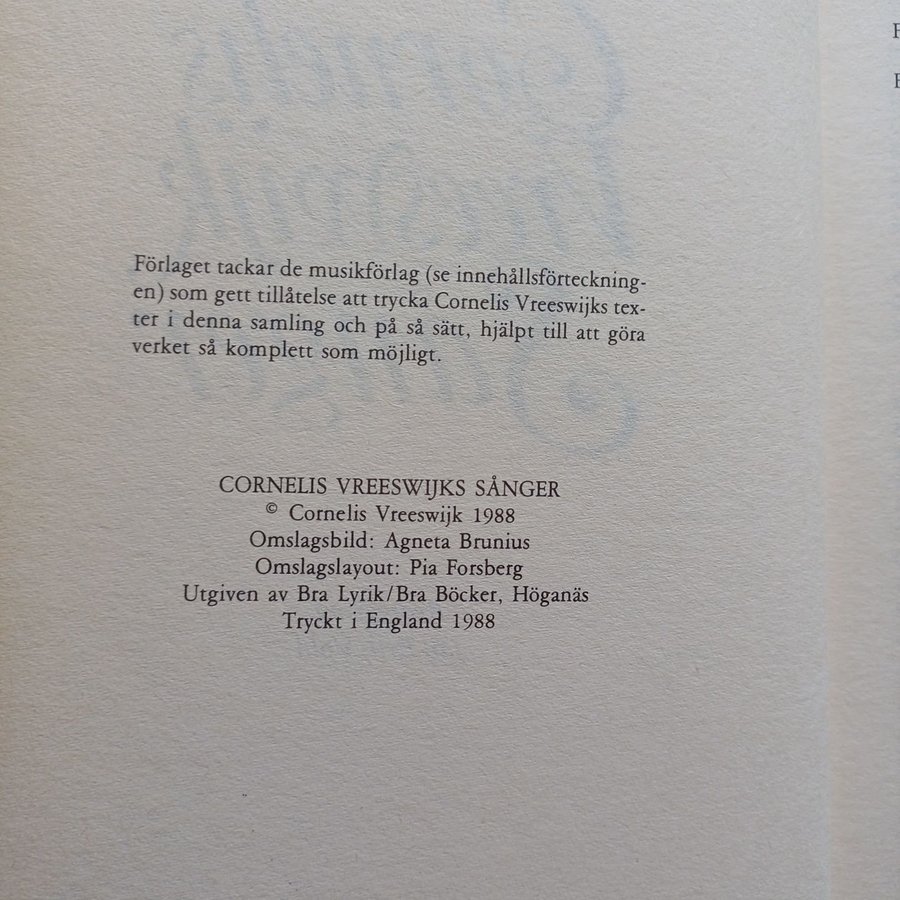 Förlaget tackar de musikförlag (se innehållsförteckning-
en) som gett tillåtelse att trycka Cornelis Vreeswijks tex-
ter i denna samling och på så sätt, hjälpt till att göra
verket så komplett som möjligt.
CORNELIS VREESWIJKS SÅNGER
© Cornelis Vreeswijk 1988
Omslagsbild: Agneta Brunius
Omslagslayout: Pia Forsberg
Utgiven av Bra Lyrik/Bra Böcker, Höganäs
Tryckt i England 1988